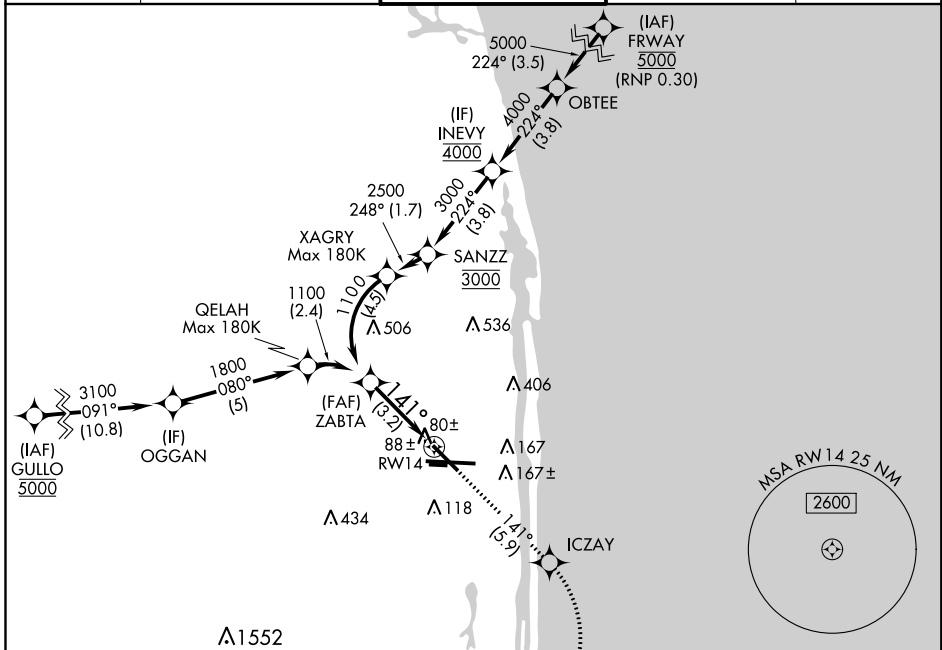 (IAF)
FRWAY
5000
(RNP 0.30)
5000
224° (3.5)
OBTEE
4000
224°
(3.8)
(IF)
INEVY
4000
3000
224°
(3.8)
2500
248° (1.7)
XAGRY
Max 180K
SANZZ
3000
1100
(4.5)
1100
(2.4)
QELAH
Max 180K
506
536
1800
080°
(5)
3100
091°
(10.8)
406
(FAF)
ZABTA
141°
(3.2)
80±
88±
RW14
167
167±
(IAF)
GULLO
5000
(IF)
OGGAN
434
118
141°
(5.9)
ICZAY
MSA RW14 25 NM
2600
1552